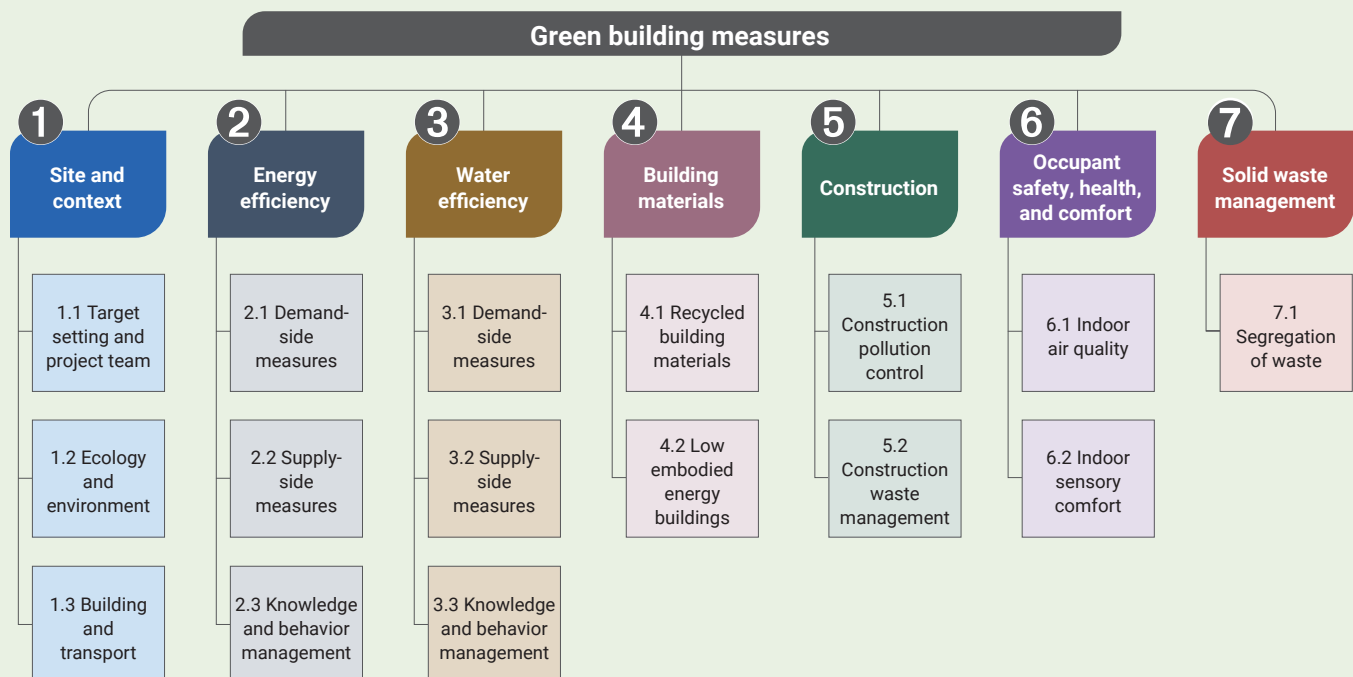 Green building measures
1
Site and
context
1.1 Target
setting and
project team
1.2 Ecology
and
environment
1.3 Building
and
transport
2
Energy
efficiency
2.1 Demand-
side
measures
2.2 Supply-
side
measures
2.3 Knowledge
and behavior
management
3
Water
efficiency
3.1 Demand-
side
measures
3.2 Supply-
side
measures
3.3 Knowledge
and behavior
management
4
Building
materials
4.1 Recycled
building
materials
4.2 Low
embodied
energy
buildings
5
Construction
5.1
Construction
pollution
control
5.2
Construction
waste
management
6
Occupant
safety, health,
and comfort
6.1 Indoor
air quality
6.2 Indoor
sensory
comfort
7
Solid waste
management
7.1
Segregation
of waste